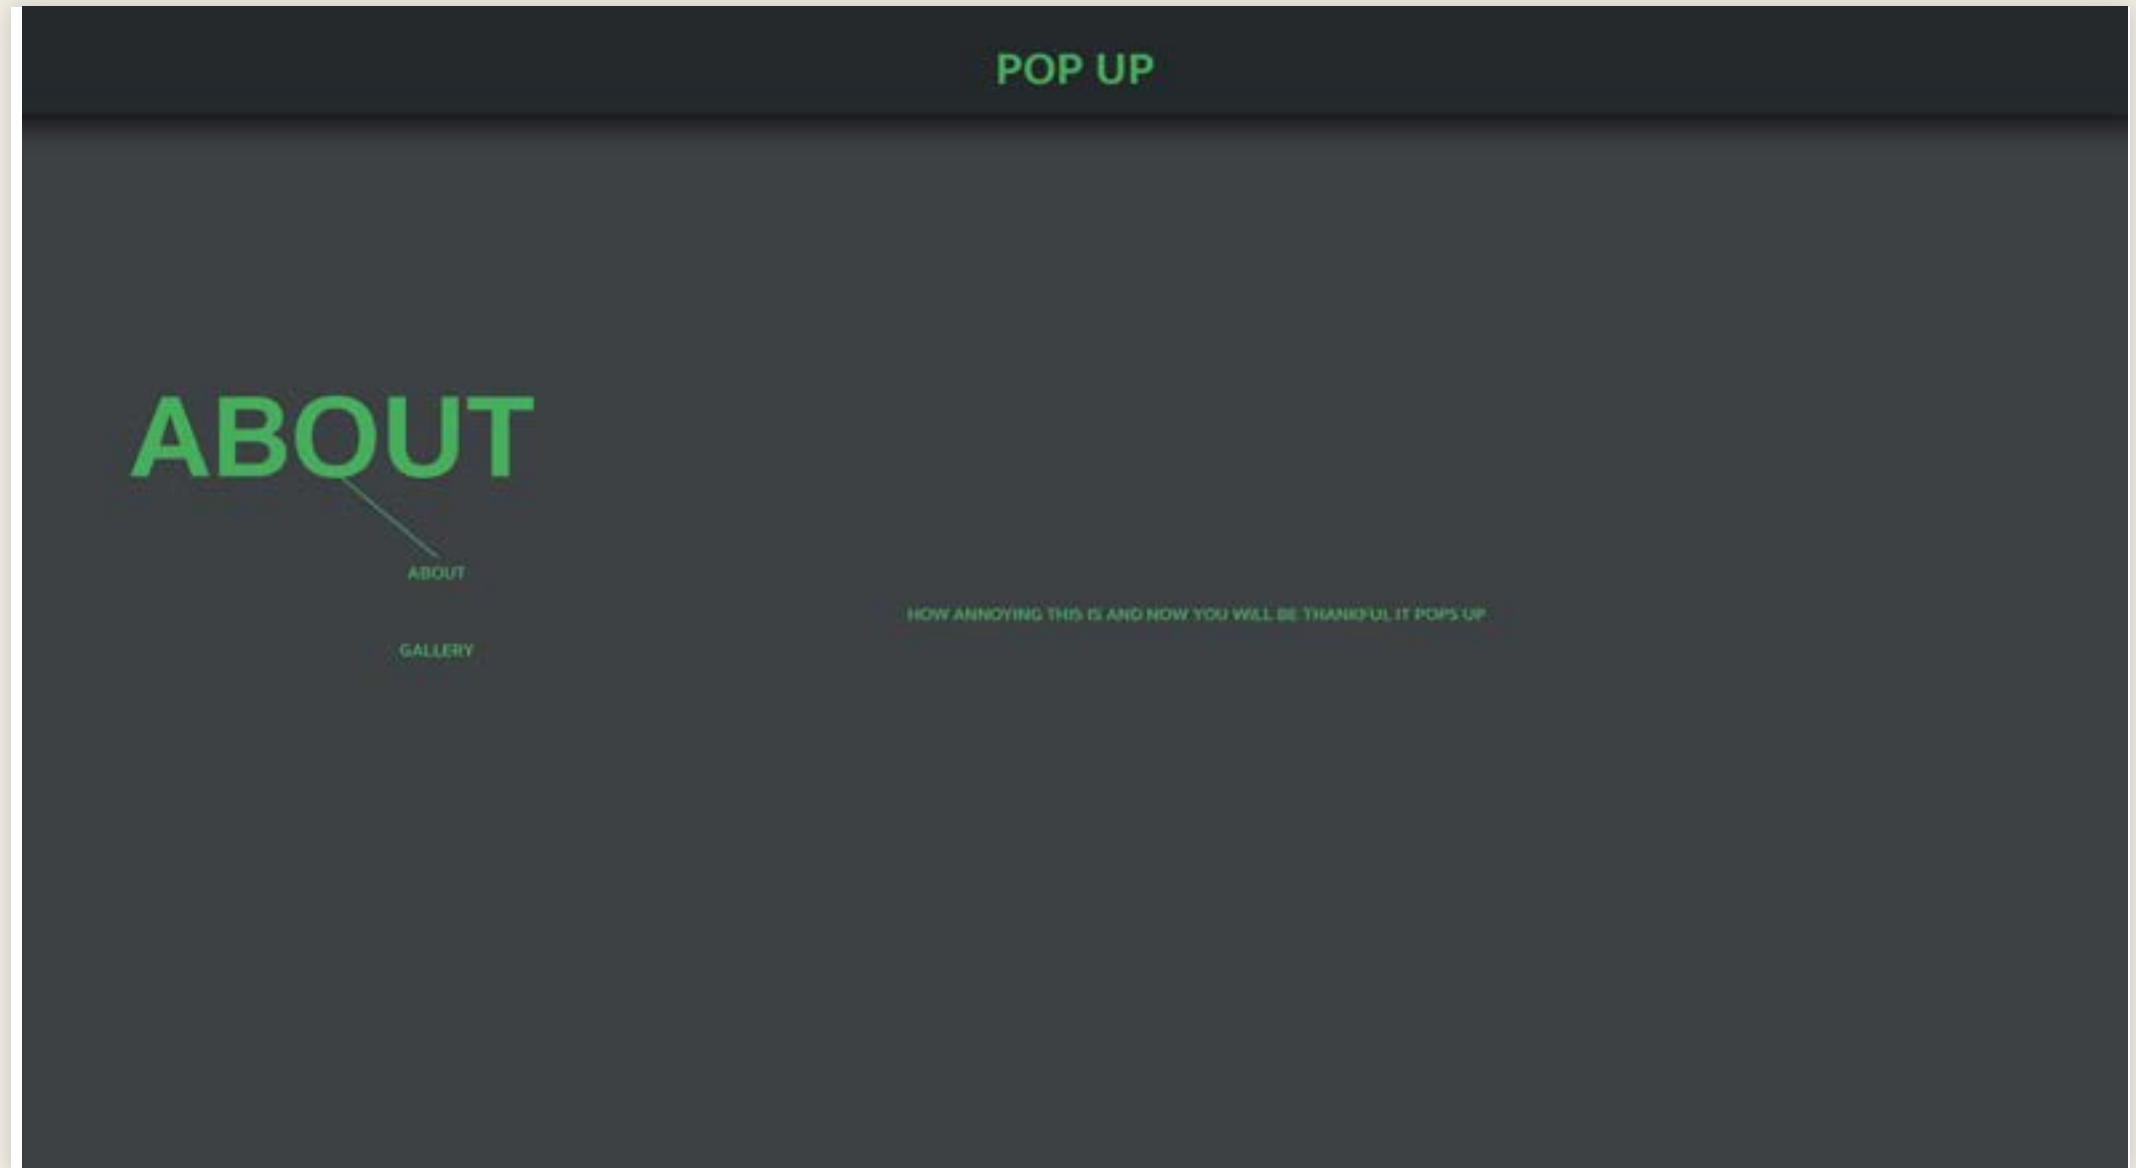 POP UP
ABOUT
ABOUT
HOW ANNOYING THIS IS AND NOW YOU WILL BE THANKFUL IT POPS UP
GALLERY